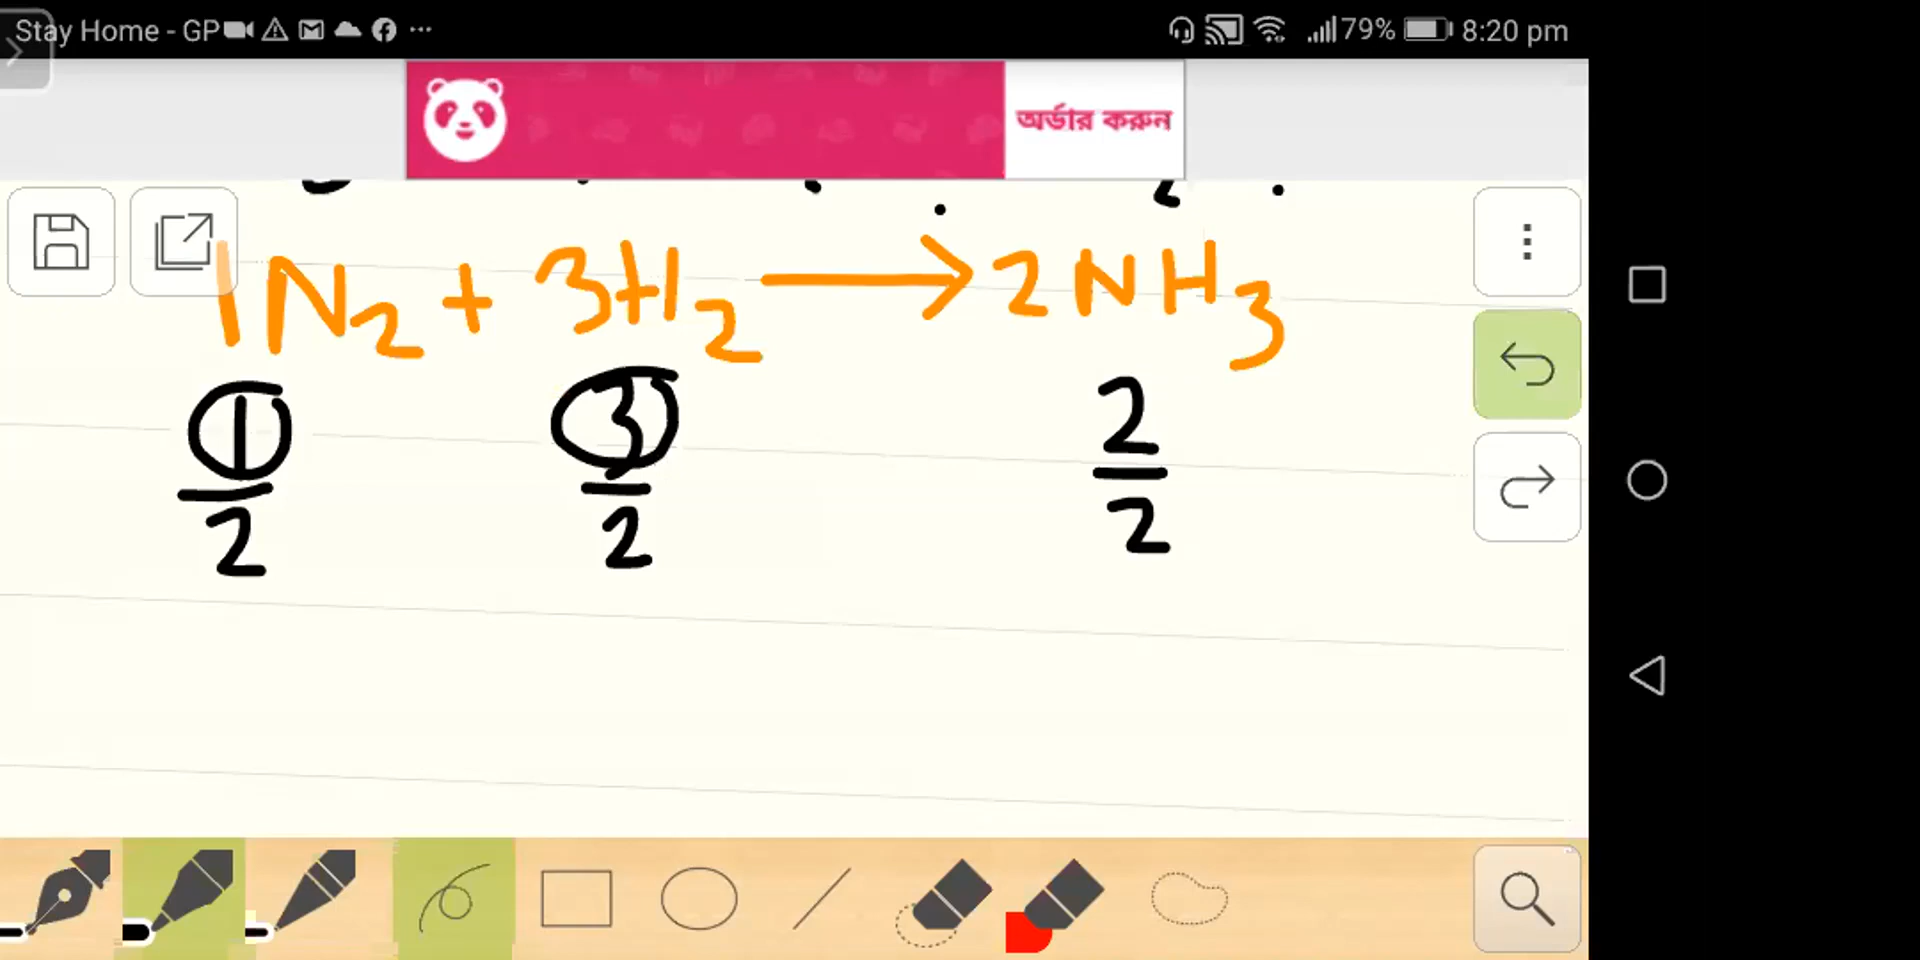 Stay Home - GP ... 79% 8:20 pm
অর্ডার করুন
1N₂ + 3H₂ → 2NH₃
1/2 3/2 2/2